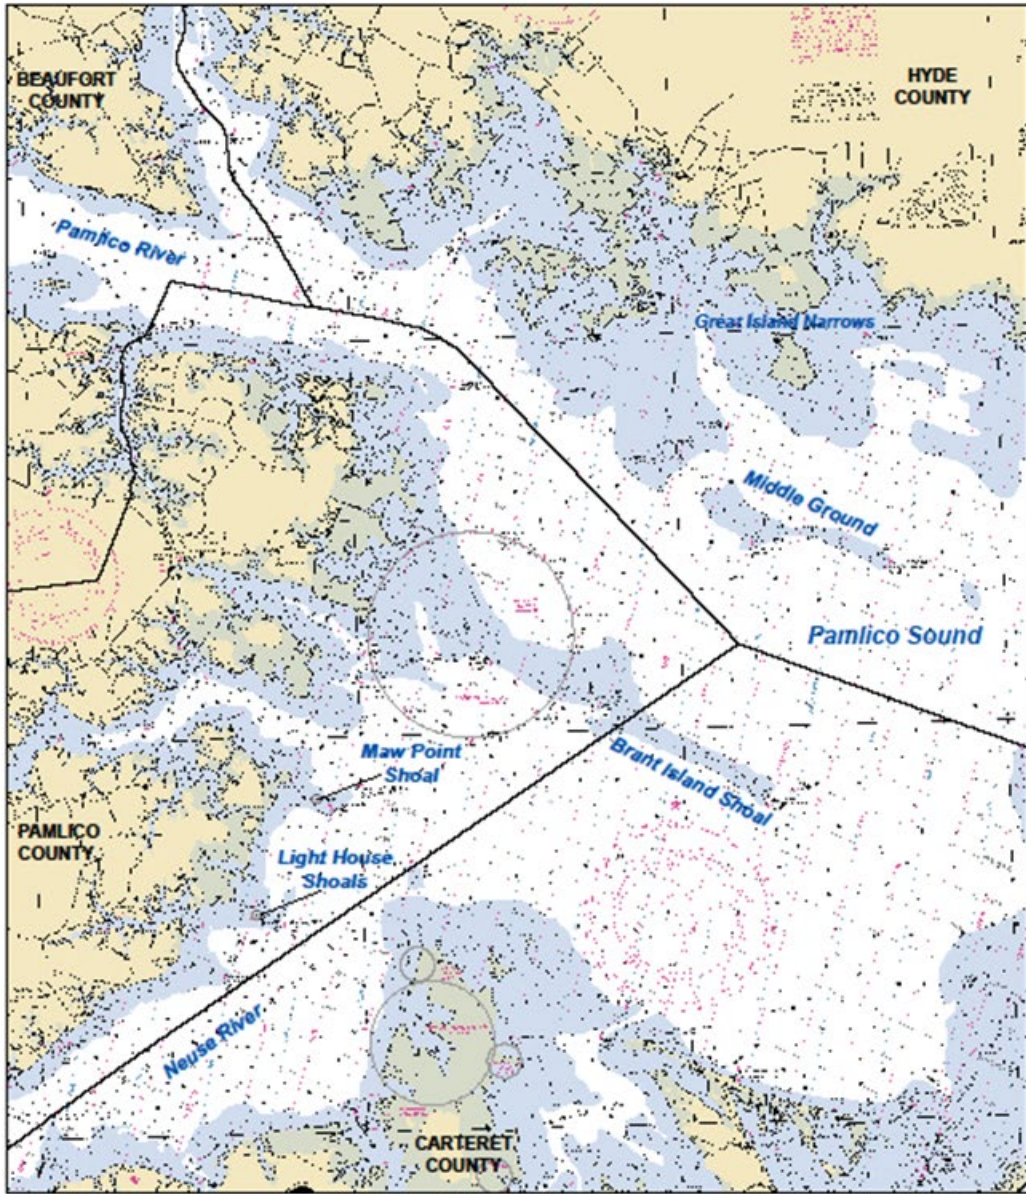 BEAUFORT
COUNTY
HYDE
COUNTY
Pamlico River
Great Island Narrows
Middle Ground
Pamlico Sound
Maw Point
Shoal
Brant Island Shoal
PAMLICO
COUNTY
Light House
Shoals
Neuse River
CARTERET
COUNTY